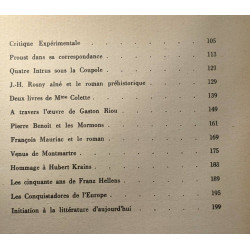 Critique Expérimentale 105
Proust dans sa correspondance 113
Quatre Intrus sous la Coupole 121
J.-H. Rosny aîné et le roman préhistorique 129
Deux livres de Mme Colette 139
A travers l'œuvre de Gaston Riou 149
Pierre Benoit et les Mormons 161
François Mauriac et le roman 169
Venus de Montmartre 175
Hommage à Hubert Krains 183
Les cinquante ans de Franz Hellens 189
Les Conquistadores de l'Europe 195
Initiation à la littérature d'aujourd'hui 199